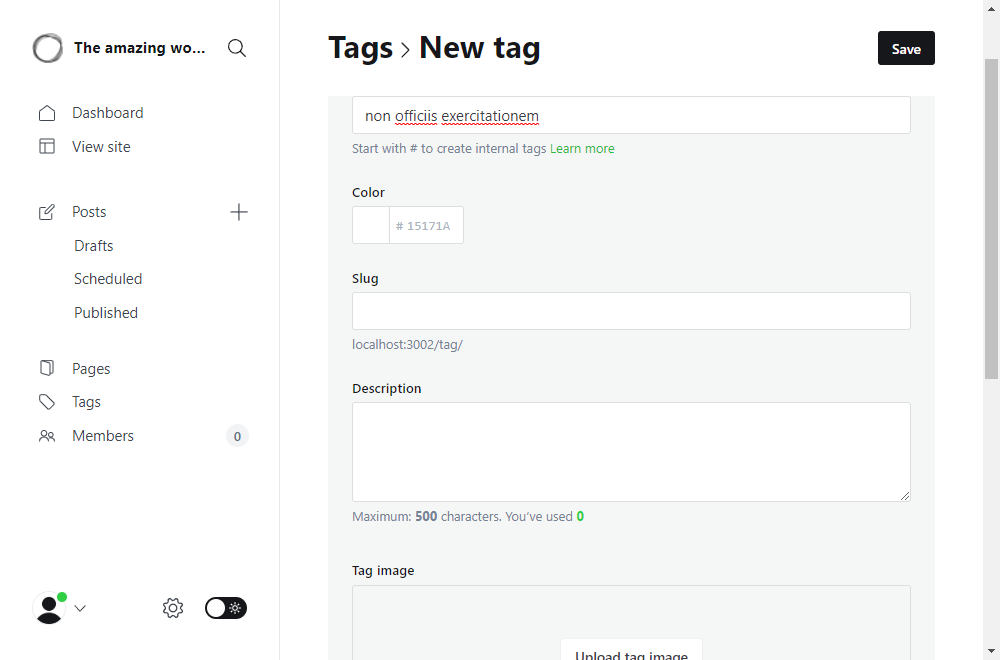 The amazing wo...
Dashboard
View site
Posts
Drafts
Scheduled
Published
Pages
Tags
Members
0
Tags > New tag
Save
non officiis exercitationem
Start with # to create internal tags Learn more
Color
# 15171A
Slug
localhost:3002/tag/
Description
Maximum: 500 characters. You’ve used 0
Tag image
Upload tag image